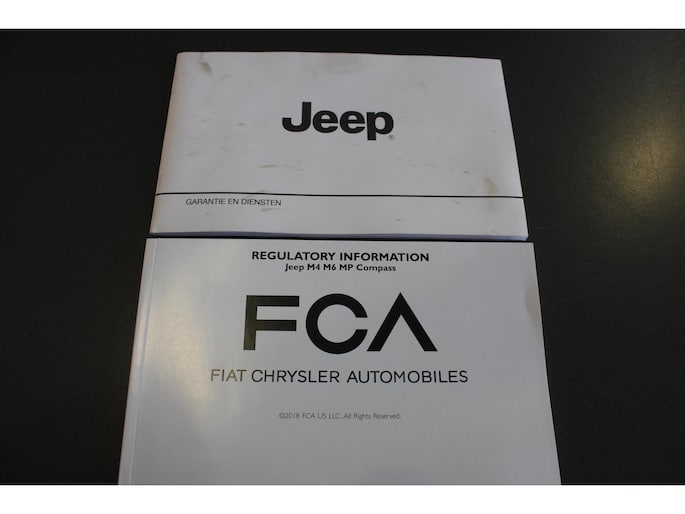 Jeep®
GARANTIE EN DIENSTEN
REGULATORY INFORMATION
Jeep M4 M6 MP Compass
FCA
FIAT CHRYSLER AUTOMOBILES
©2018 FCA US LLC. All Rights Reserved.